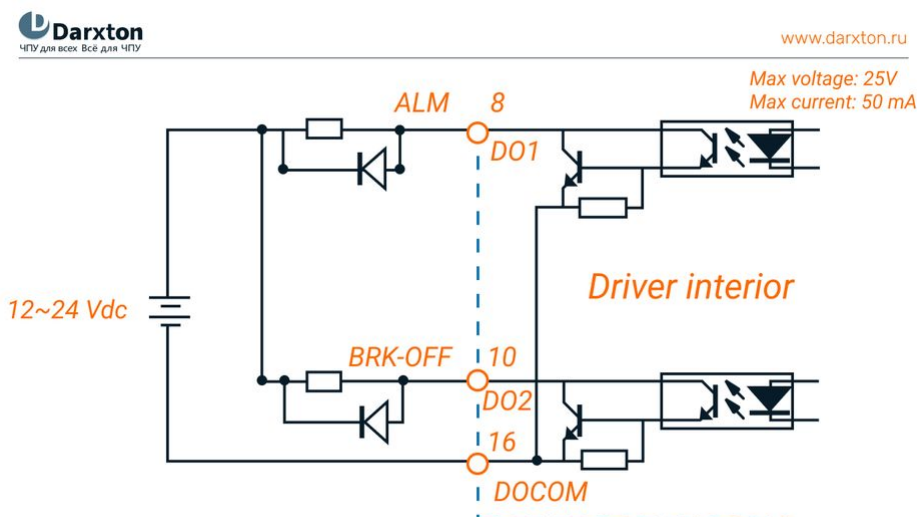 Darxton
ЧПУ для всех Всё для ЧПУ
www.darxton.ru
Max voltage: 25V
Max current: 50 mA
ALM
8
DO1
Driver interior
12~24 Vdc
BRK-OFF
10
DO2
16
DOCOM